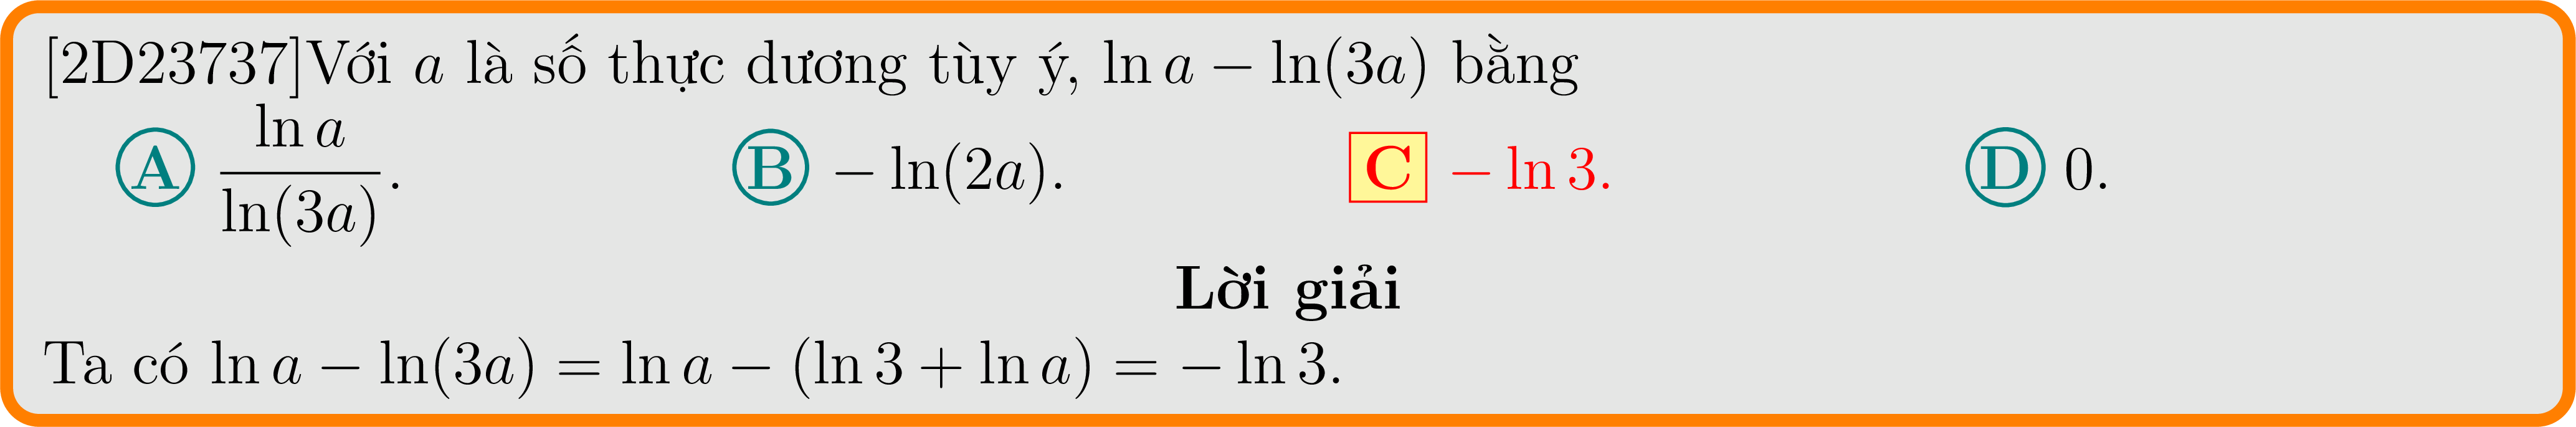 [2D23737]Với a là số thực dương tùy ý, ln a − ln(3a) bằng
A ln a / ln(3a). B − ln(2a). C − ln 3. D 0.
Lời giải
Ta có ln a − ln(3a) = ln a − (ln 3 + ln a) = − ln 3.